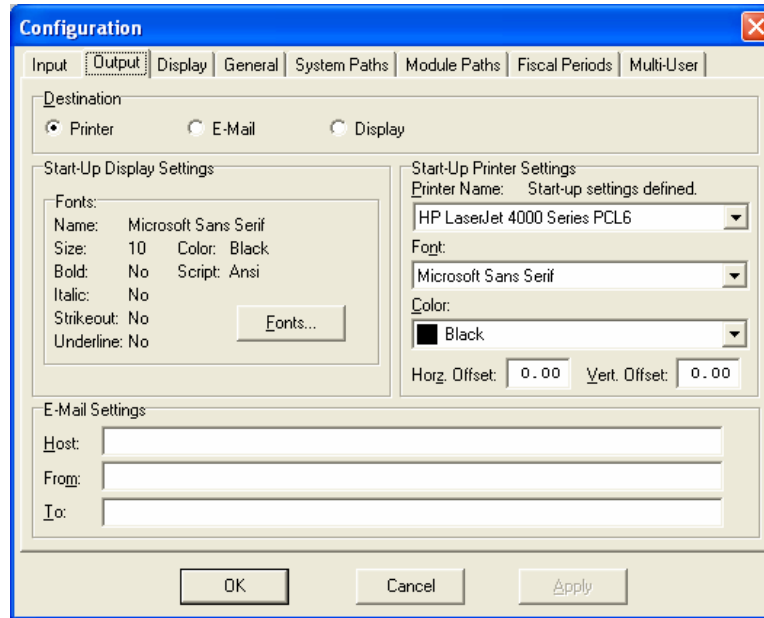 Configuration
Input Output Display General System Paths Module Paths Fiscal Periods Multi-User
Destination
Printer E-Mail Display
Start-Up Display Settings
Fonts:
Name: Microsoft Sans Serif
Size: 10 Color: Black
Bold: No Script: Ansi
Italic: No
Strikeout: No
Underline: No
Fonts...
Start-Up Printer Settings
Printer Name: Start-up settings defined.
HP LaserJet 4000 Series PCL6
Font:
Microsoft Sans Serif
Color:
Black
Horz. Offset: 0.00 Vert. Offset: 0.00
E-Mail Settings
Host:
From:
To:
OK Cancel Apply